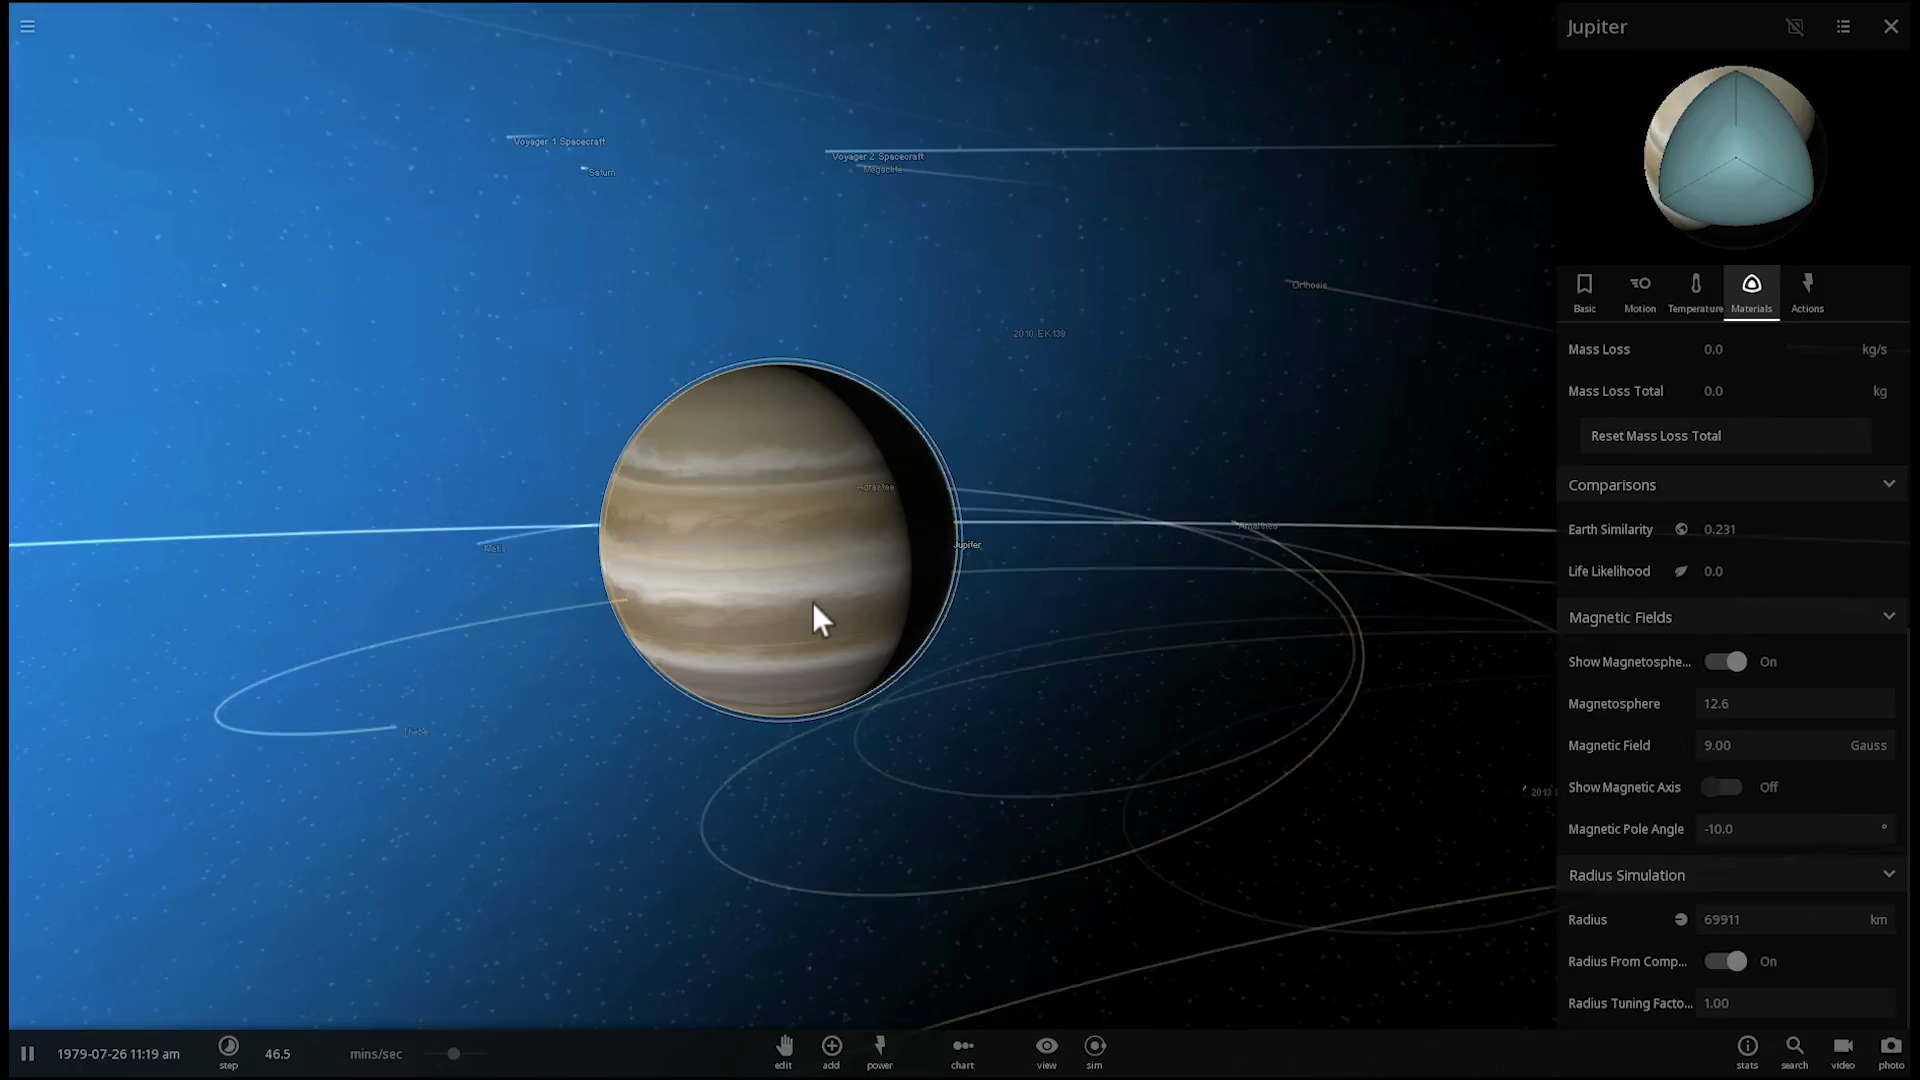 Jupiter
Voyager 1 Spacecraft
Saturn
Voyager 2 Spacecraft
Megaclite
Orthosie
2010 EK139
Adrastea
Amalthea
Metis
Jupiter
Thebe
2013
Basic
Motion
Temperature
Materials
Actions
Mass Loss 0.0 kg/s
Mass Loss Total 0.0 kg
Reset Mass Loss Total
Comparisons
Earth Similarity 0.231
Life Likelihood 0.0
Magnetic Fields
Show Magnetosphe... On
Magnetosphere 12.6
Magnetic Field 9.00 Gauss
Show Magnetic Axis Off
Magnetic Pole Angle -10.0 °
Radius Simulation
Radius 69911 km
Radius From Comp... On
Radius Tuning Facto... 1.00
1979-07-26 11:19 am
step
46.5
mins/sec
edit
add
power
chart
view
sim
stats
search
video
photo